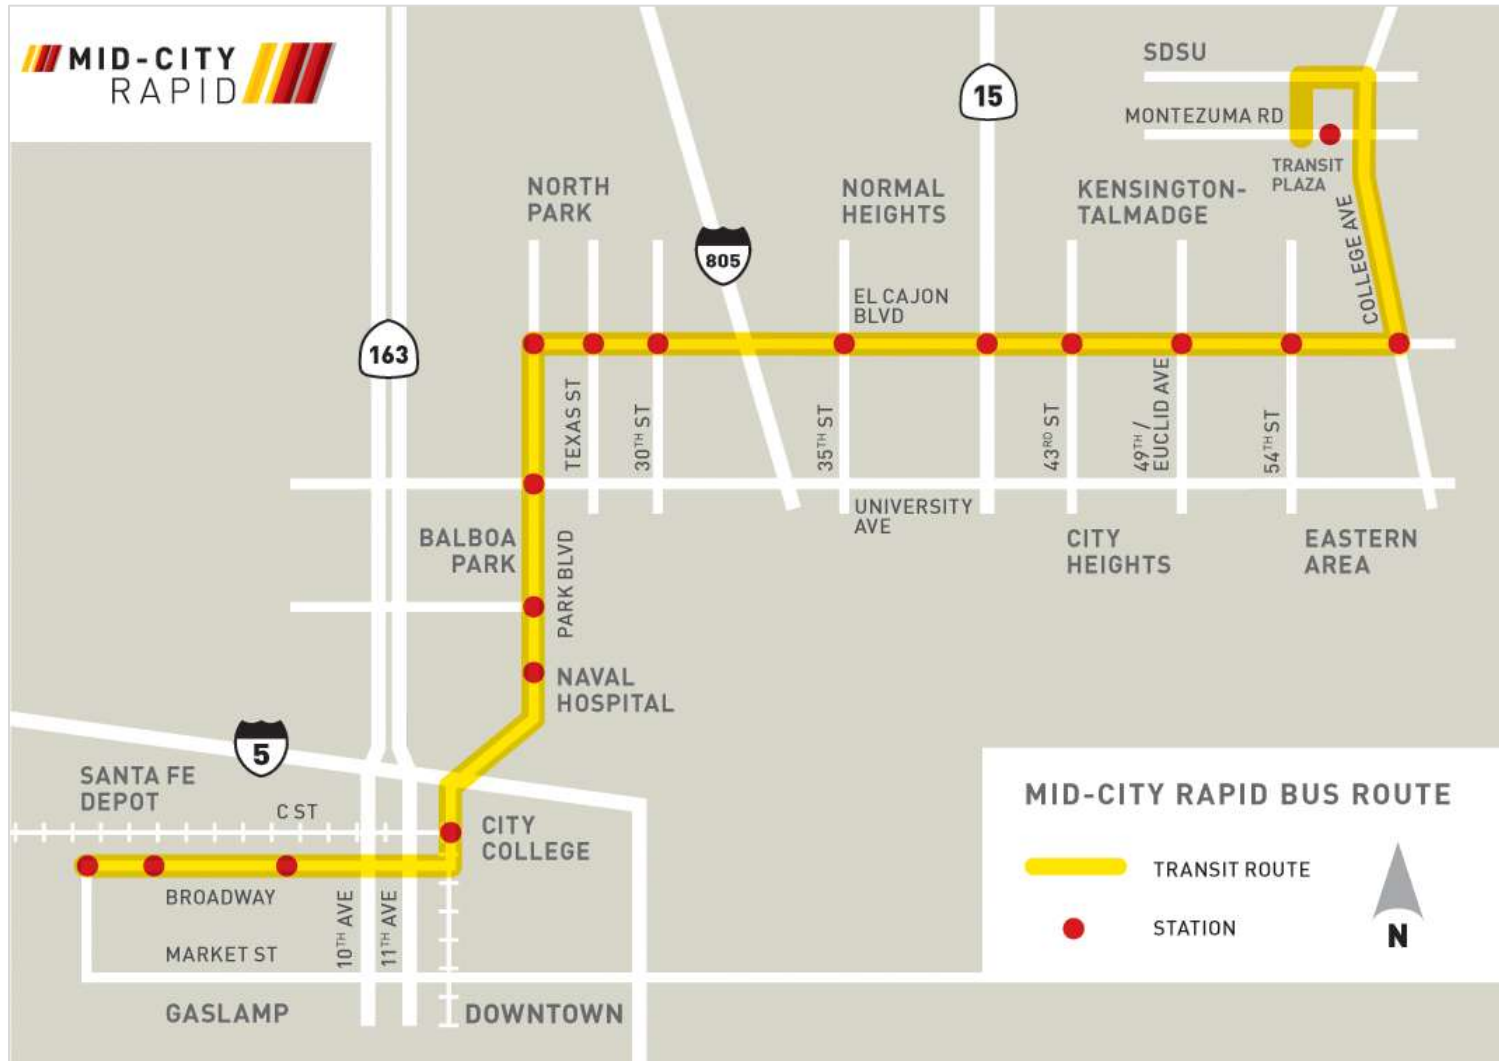 MID-CITY
RAPID
SDSU
15
MONTEZUMA RD
TRANSIT
PLAZA
NORTH
PARK
NORMAL
HEIGHTS
KENSINGTON-
TALMADGE
COLLEGE AVE
805
EL CAJON
BLVD
163
TEXAS ST
30TH ST
35TH ST
43RD ST
49TH /
EUCLID AVE
54TH ST
UNIVERSITY
AVE
BALBOA
PARK
PARK BLVD
CITY
HEIGHTS
EASTERN
AREA
NAVAL
HOSPITAL
5
SANTA FE
DEPOT
C ST
CITY
COLLEGE
BROADWAY
MARKET ST
10TH AVE
11TH AVE
GASLAMP
DOWNTOWN
MID-CITY RAPID BUS ROUTE
TRANSIT ROUTE
STATION
N